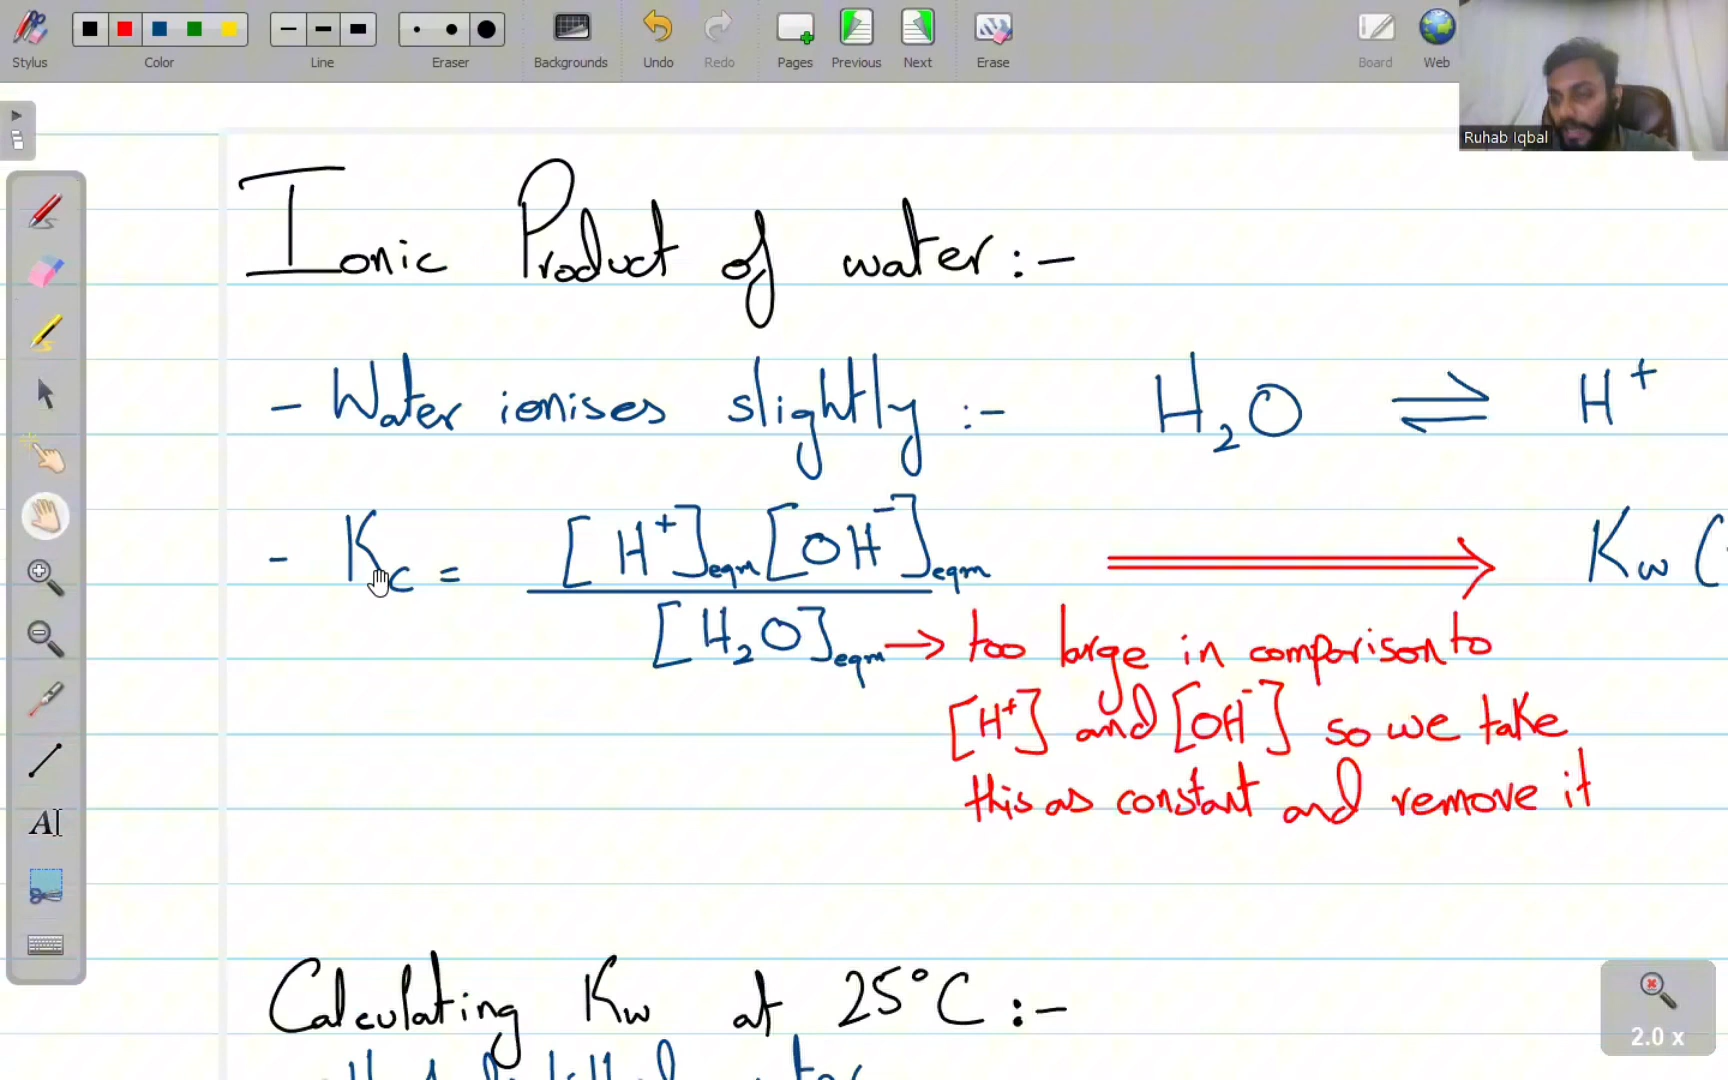 Stylus Color Line Eraser Backgrounds Undo Redo Pages Previous Next Erase Board Web
Ruhab Iqbal
Ionic Product of water:-
- Water ionises slightly :- H₂O ⇌ H⁺
- Kc = [H⁺]eqm [OH⁻]eqm ⟹ Kw (
[H₂O]eqm → too large in comparison to
[H⁺] and [OH⁻] so we take
this as constant and remove it
Calculating Kw at 25°C :-
2.0 x